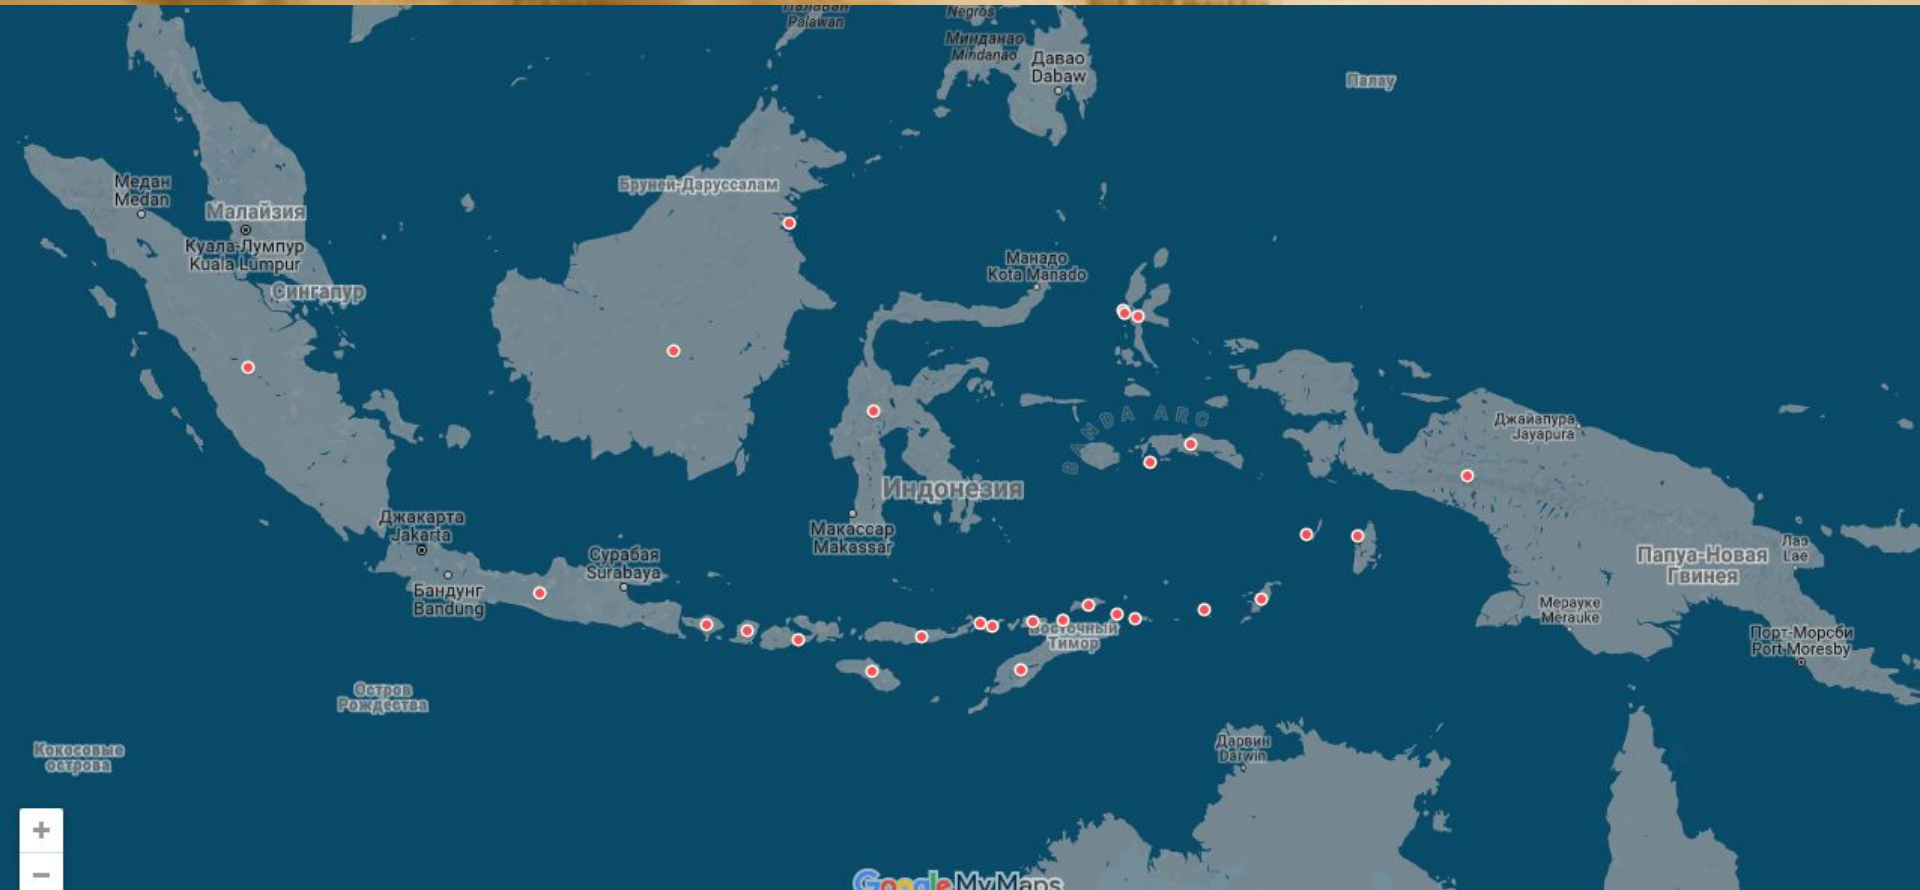 Палаван
Palawan
Negros
Минданао
Mindanao
Давао
Dabaw
Палау
Медан
Medan
Малайзия
Куала-Лумпур
Kuala Lumpur
Сингапур
Бруней-Даруссалам
Манадо
Kota Manado
BANDA ARC
Джайапура
Jayapura
Индонезия
Макассар
Makassar
Джакарта
Jakarta
Сурабая
Surabaya
Бандунг
Bandung
Папуа-Новая
Гвинея
Лаэ
Lae
Мерауке
Merauke
Порт-Морсби
Port Moresby
Восточный
Тимор
Остров
Рождества
Кокосовые
острова
Дарвин
Darwin
+
−
Google My Maps